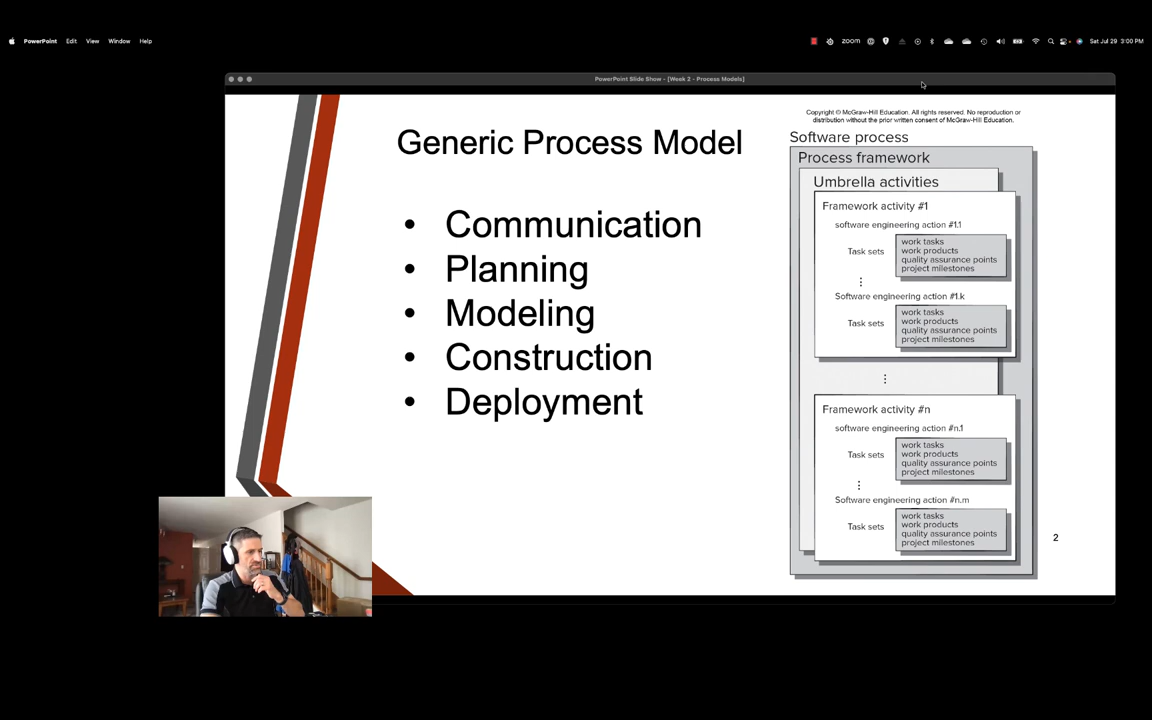 PowerPoint Edit View Window Help
zoom Sat Jul 29 3:00 PM
PowerPoint Slide Show - [Week 2 - Process Models]
Generic Process Model
• Communication
• Planning
• Modeling
• Construction
• Deployment
Copyright © McGraw-Hill Education. All rights reserved. No reproduction or
distribution without the prior written consent of McGraw-Hill Education.
Software process
Process framework
Umbrella activities
Framework activity #1
software engineering action #1.1
Task sets
work tasks
work products
quality assurance points
project milestones
Software engineering action #1.k
Task sets
work tasks
work products
quality assurance points
project milestones
Framework activity #n
software engineering action #n.1
Task sets
work tasks
work products
quality assurance points
project milestones
Software engineering action #n.m
Task sets
work tasks
work products
quality assurance points
project milestones
2